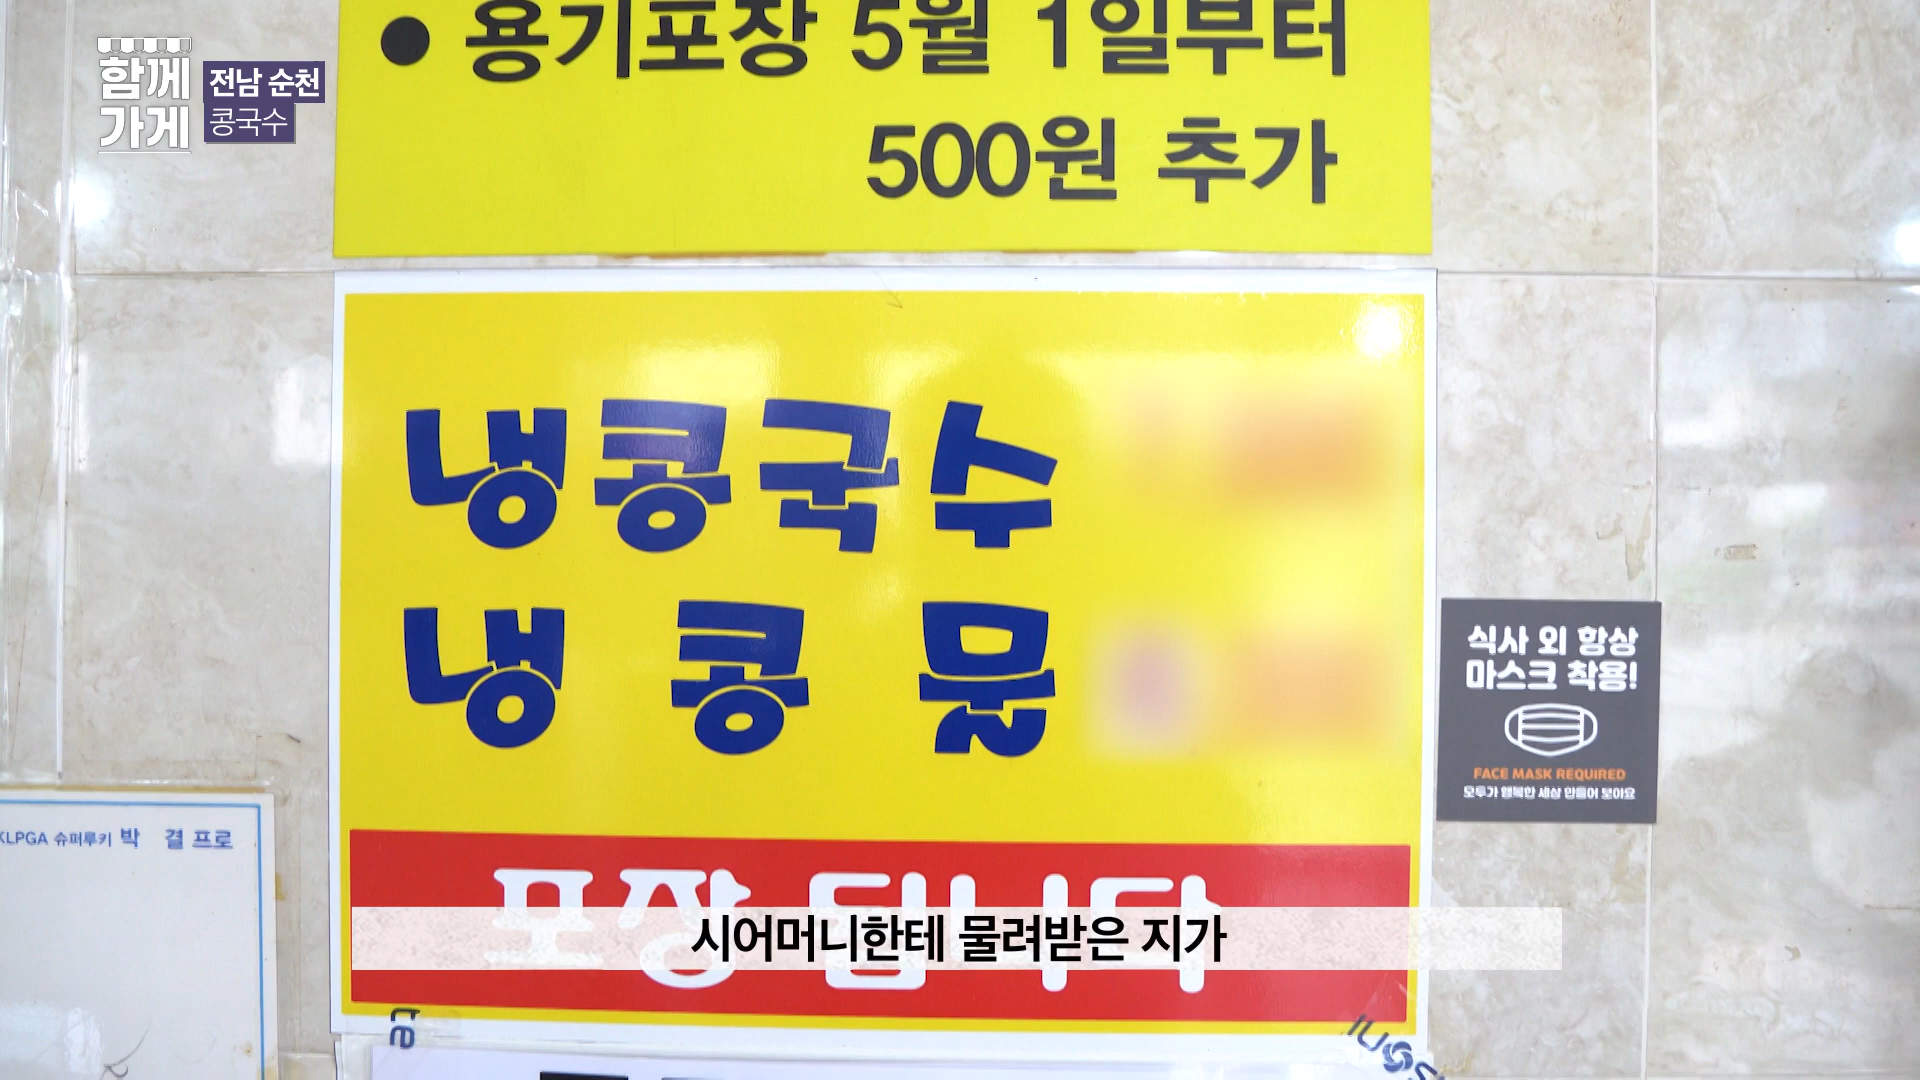 함께
가게
전남 순천
콩국수
● 용기포장 5월 1일부터
500원 추가
냉콩국수
냉 콩 물
포장 됩니다
식사 외 항상
마스크 착용!
FACE MASK REQUIRED
모두가 행복한 세상 만들어 보아요
KLPGA 슈퍼루키 박 결 프로
시어머니한테 물려받은 지가
te